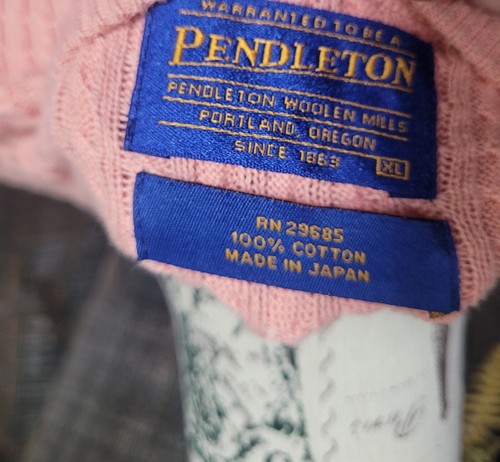 WARRANTED TO BE A
PENDLETON
PENDLETON WOOLEN MILLS
PORTLAND, OREGON
SINCE 1863
XL
RN 29685
100% COTTON
MADE IN JAPAN